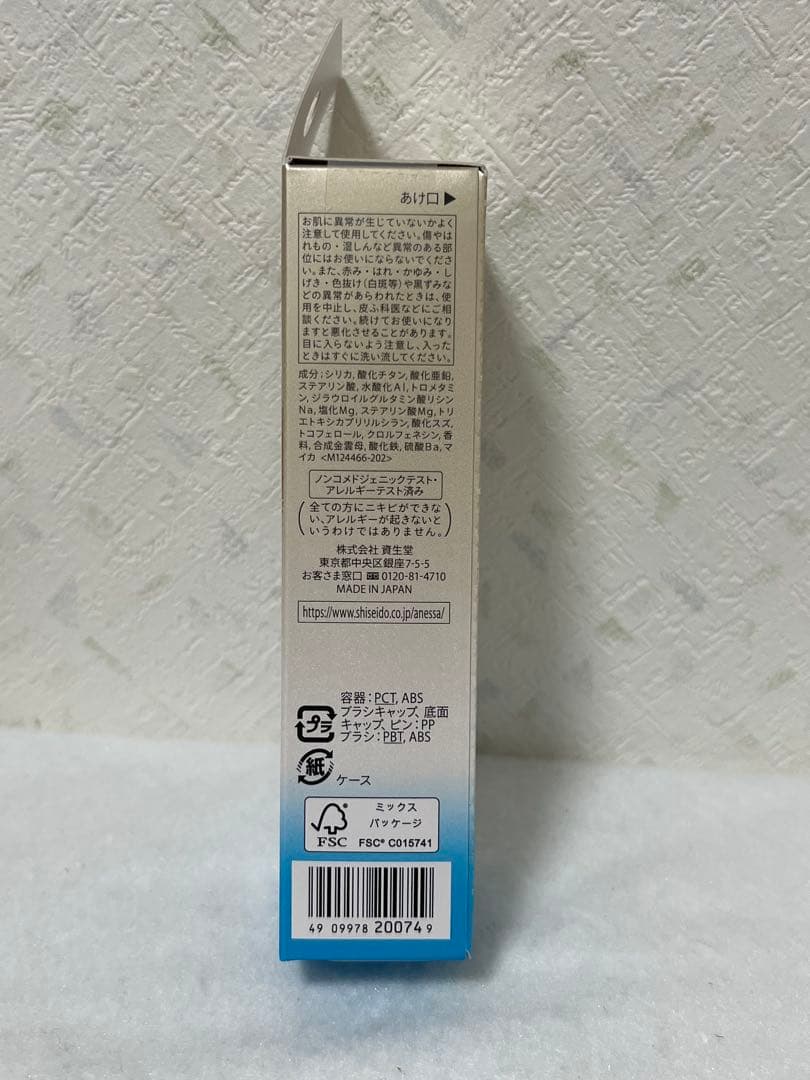 あけ口▶
お肌に異常が生じていないかよく
注意して使用してください。傷やは
れもの・湿しんなど異常のある部
位にはお使いにならないでくださ
い。また、赤み・はれ・かゆみ・し
げき・色抜け(白斑等)や黒ずみな
どの異常があらわれたときは、使
用を中止し、皮ふ科医などにご相
談ください。続けてお使いになり
ますと悪化させることがあります。
目に入らないよう注意し、入った
ときはすぐに洗い流してください。
成分:シリカ, 酸化チタン, 酸化亜鉛,
ステアリン酸, 水酸化Al, トロメタミ
ン, ジラウロイルグルタミン酸リシン
Na, 塩化Mg, ステアリン酸Mg, トリ
エトキシカプリリルシラン, 酸化スズ,
トコフェロール, クロルフェネシン, 香
料, 合成金雲母, 酸化鉄, 硫酸Ba, マ
イカ <M124466-202>
ノンコメドジェニックテスト・
アレルギーテスト済み
(全ての方にニキビができな
い、アレルギーが起きないと
いうわけではありません。)
株式会社 資生堂
東京都中央区銀座7-5-5
お客さま窓口 0120-81-4710
MADE IN JAPAN
https://www.shiseido.co.jp/anessa/
容器:PCT, ABS
ブラシキャップ、底面
キャップ、ピン:PP
ブラシ:PBT, ABS
プラ
紙
ケース
ミックス
パッケージ
FSC
FSC® C015741
49 09978 20074 9